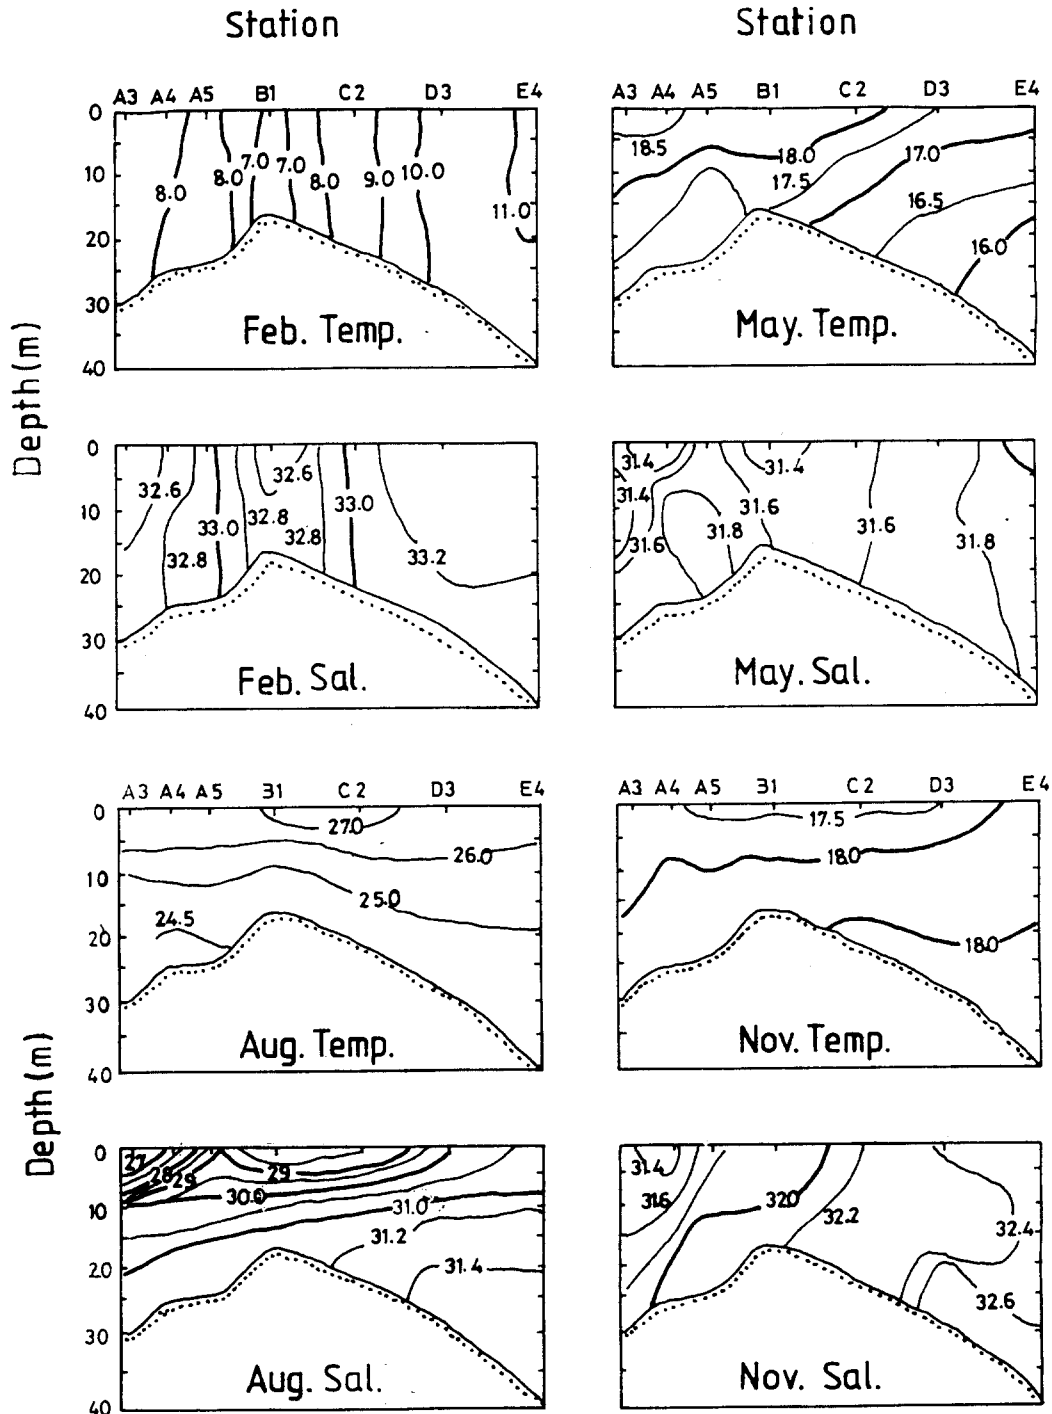 Station
Station
A3 A4 A5 B1 C2 D3 E4
A3 A4 A5 B1 C2 D3 E4
Depth(m)
0
10
20
30
40
8.0 8.0 7.0 7.0 8.0 9.0 10.0 11.0
Feb. Temp.
18.5 18.0 17.5 17.0 16.5 16.0
May. Temp.
0
10
20
30
40
32.6 32.8 33.0 32.8 32.6 32.8 33.0 33.2
Feb. Sal.
31.4 31.4 31.6 31.8 31.4 31.6 31.6 31.8
May. Sal.
A3 A4 A5 B1 C2 D3 E4
A3 A4 A5 B1 C2 D3 E4
Depth(m)
0
10
20
30
40
27.0 26.0 25.0 24.5
Aug. Temp.
17.5 18.0 18.0
Nov. Temp.
0
10
20
30
40
27 28 29 29 30.0 31.0 31.2 31.4
Aug. Sal.
31.4 31.6 32.0 32.2 32.4 32.6
Nov. Sal.